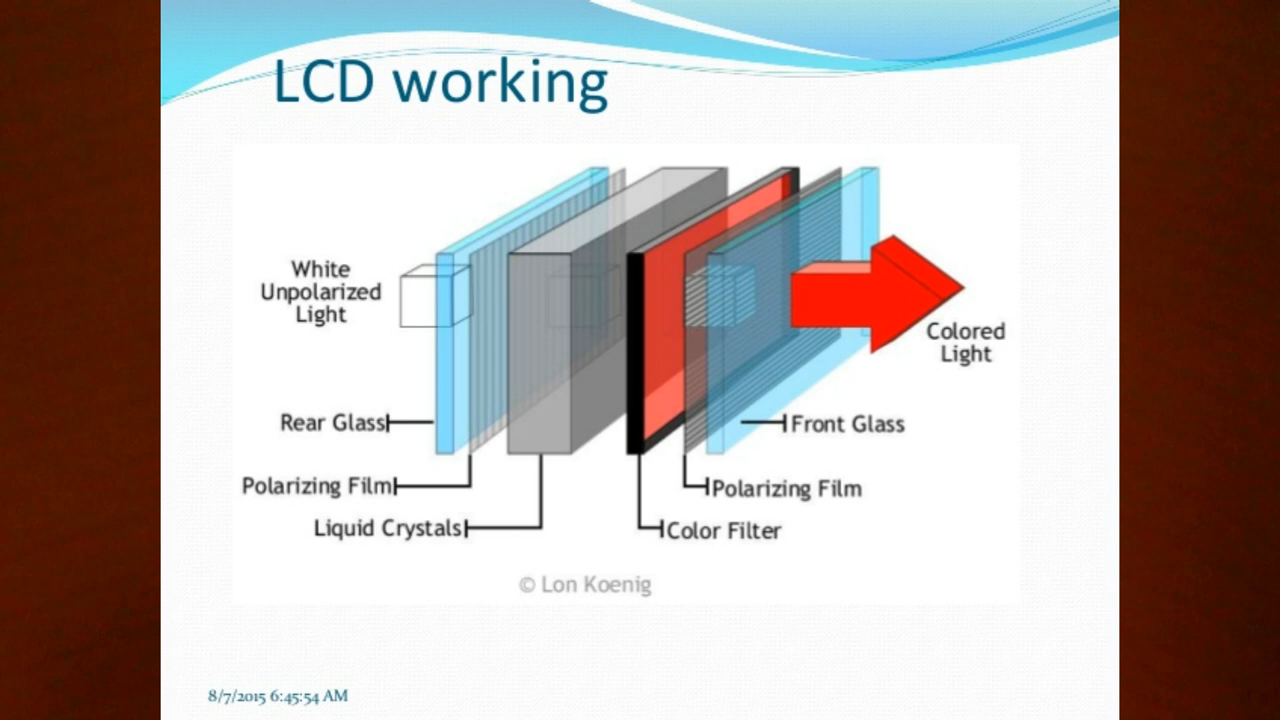 LCD working
White
Unpolarized
Light
Colored
Light
Rear Glass
Front Glass
Polarizing Film
Polarizing Film
Liquid Crystals
Color Filter
© Lon Koenig
8/7/2015 6:45:54 AM